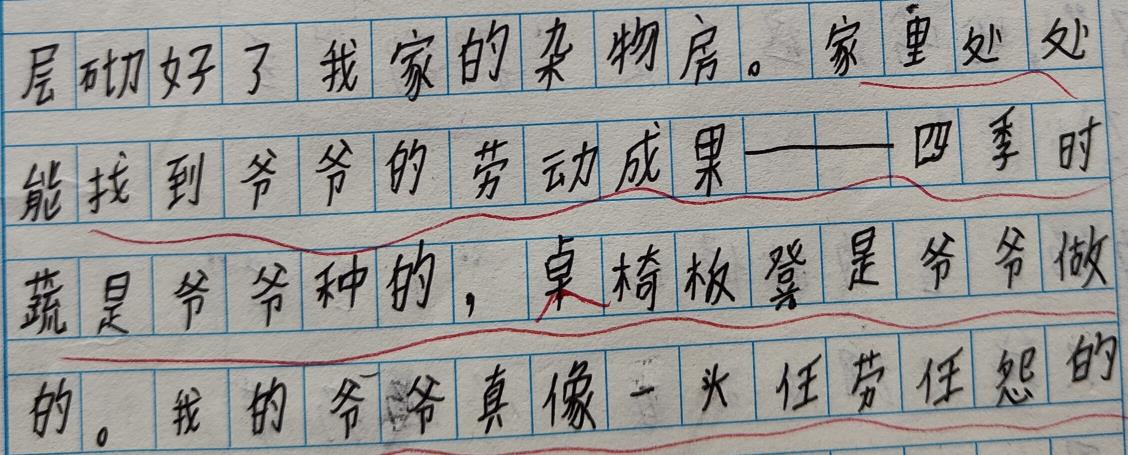 层砌好了我家的杂物房。家里处处
能找到爷爷的劳动成果——四季时
蔬是爷爷种的，桌椅板登是爷爷做
的。我的爷爷真像一头任劳任怨的